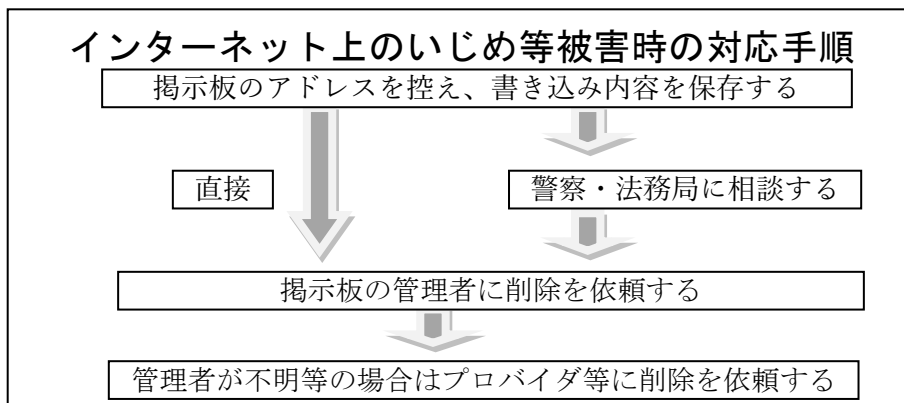 インターネット上のいじめ等被害時の対応手順
掲示板のアドレスを控え、書き込み内容を保存する
直接
警察・法務局に相談する
掲示板の管理者に削除を依頼する
管理者が不明等の場合はプロバイダ等に削除を依頼する